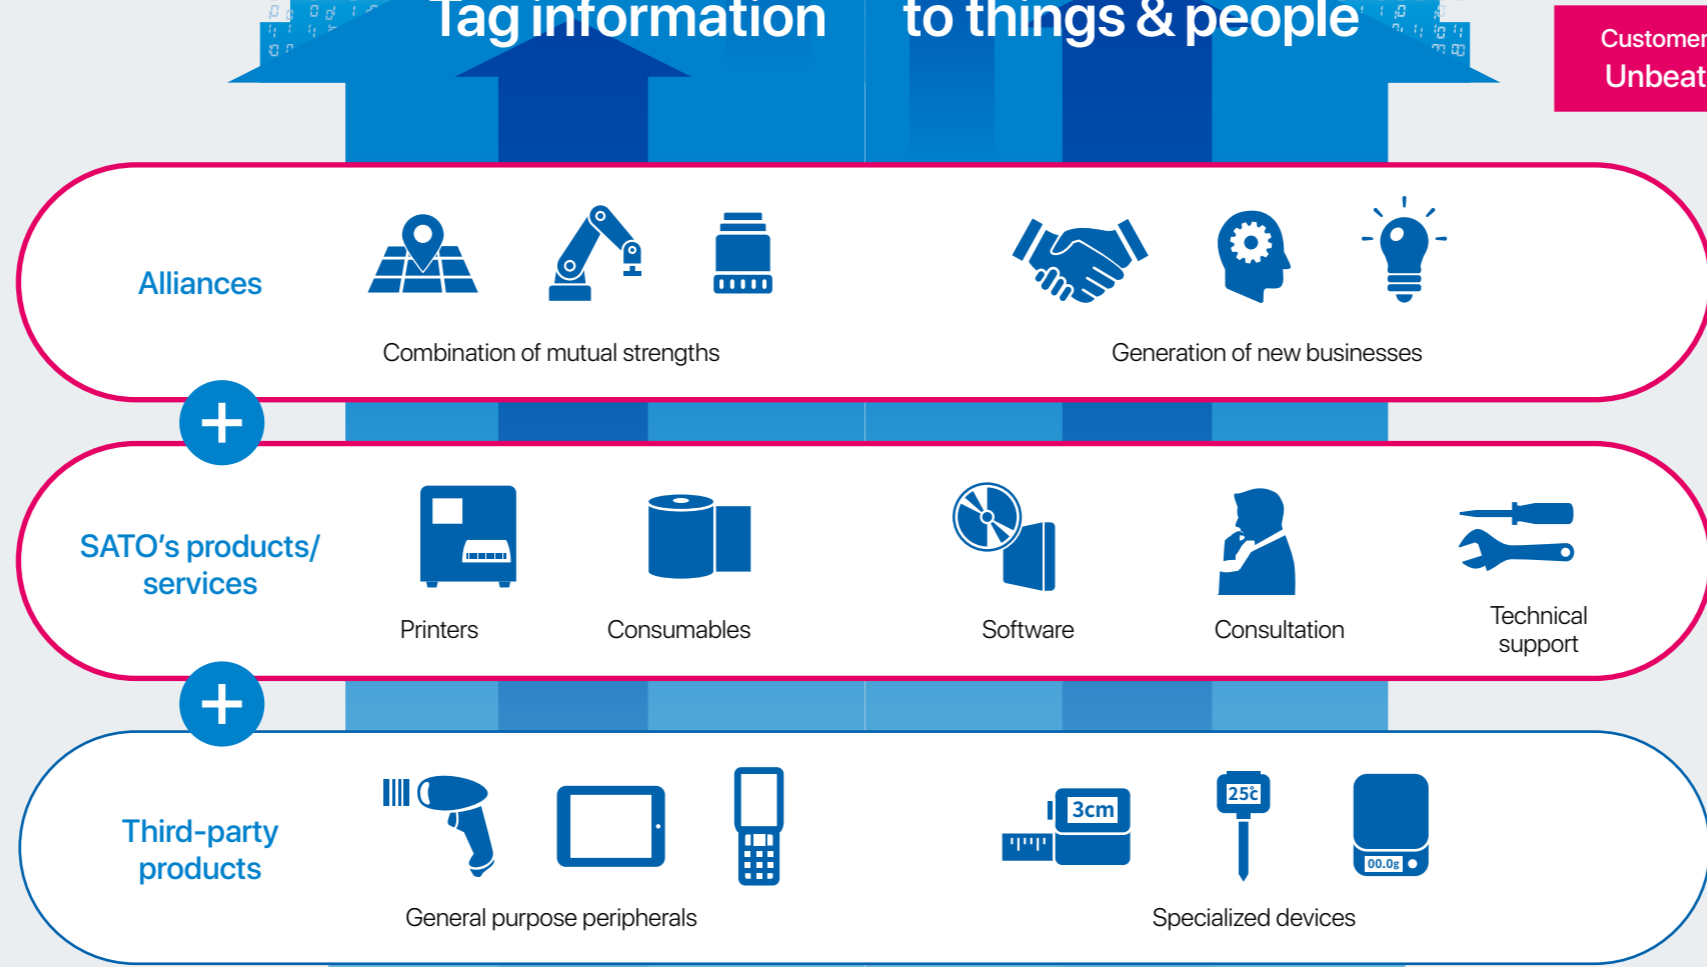 Tag information to things & people
Customer
Unbeat
Alliances
Combination of mutual strengths
Generation of new businesses
SATO's products/
services
Printers
Consumables
Software
Consultation
Technical
support
Third-party
products
3cm
25℃
00.0g
General purpose peripherals
Specialized devices